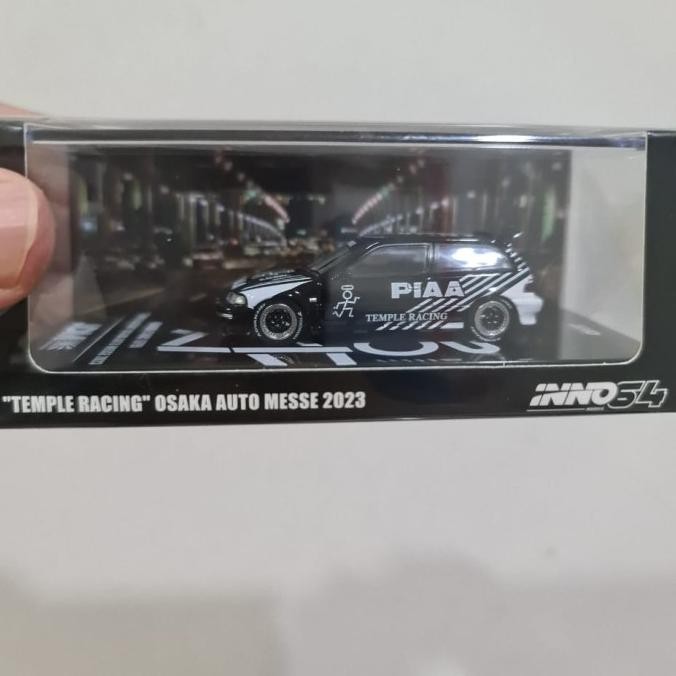 PIAA
TEMPLE RACING
"TEMPLE RACING" OSAKA AUTO MESSE 2023
INNO64